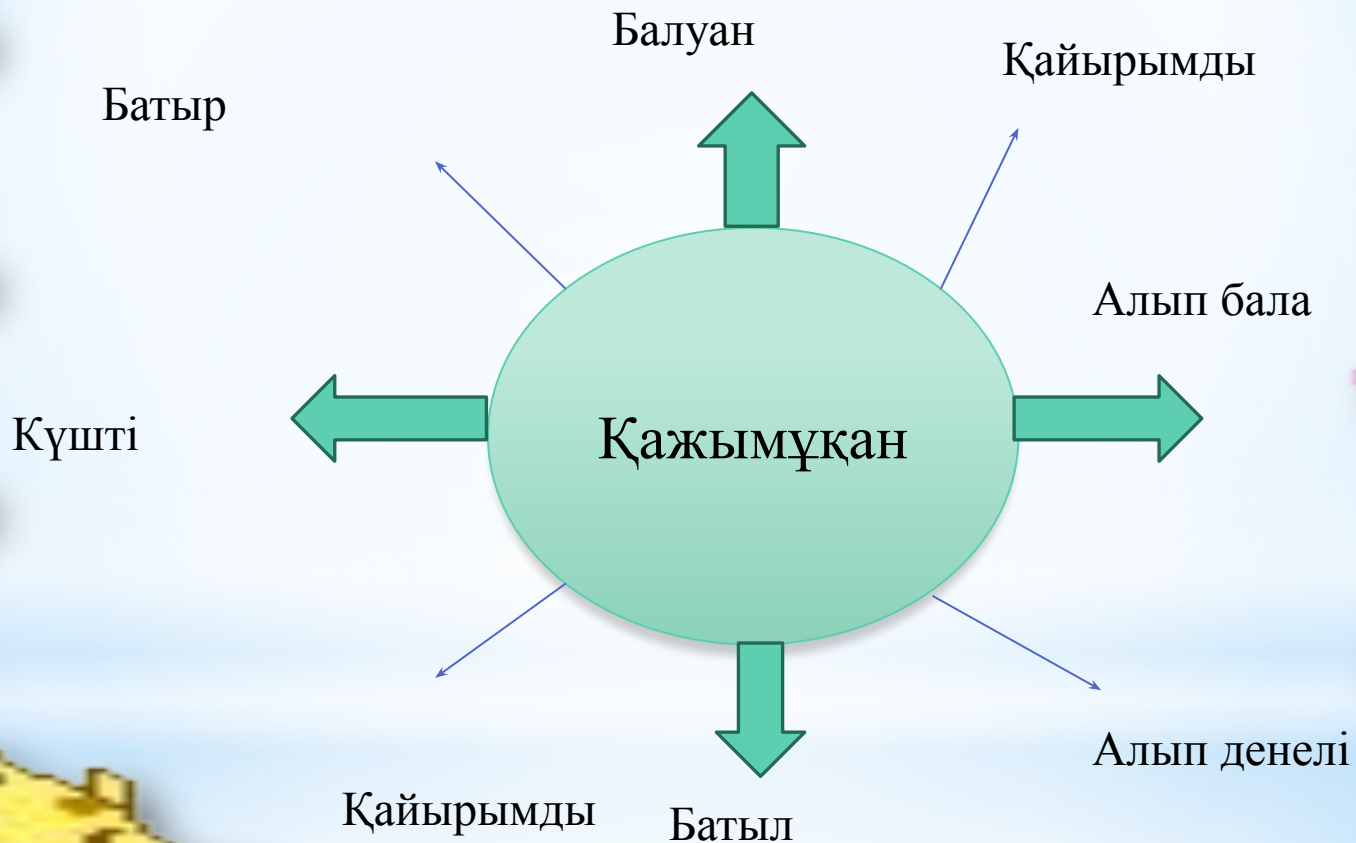 Балуан
Қайырымды
Батыр
Алып бала
Күшті
Қажымұқан
Алып денелі
Қайырымды
Батыл